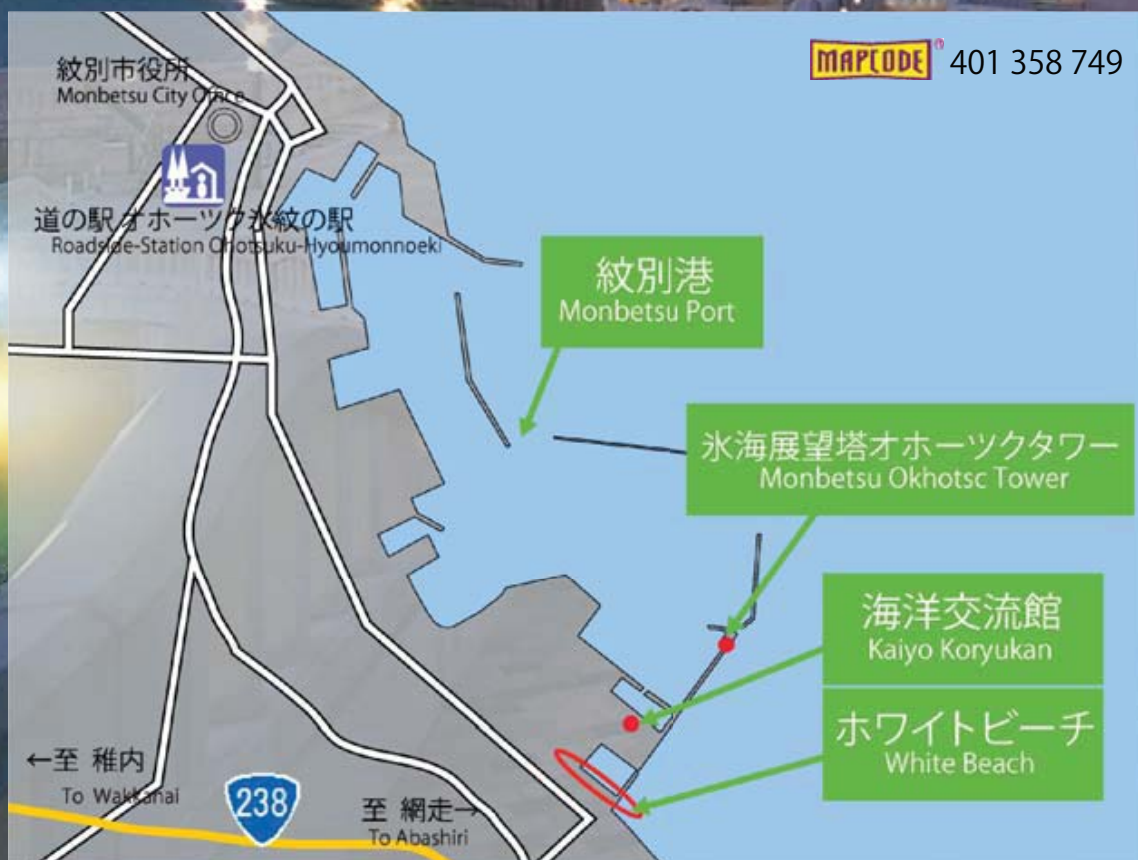 MAPCODE® 401 358 749
紋別市役所
Monbetsu City Office
道の駅 オホーツク氷紋の駅
Roadside-Station Ohotsuku-Hyoumonnoeki
紋別港
Monbetsu Port
氷海展望塔オホーツクタワー
Monbetsu Okhotsc Tower
海洋交流館
Kaiyo Koryukan
ホワイトビーチ
White Beach
←至 稚内
To Wakkanai
238
至 網走→
To Abashiri